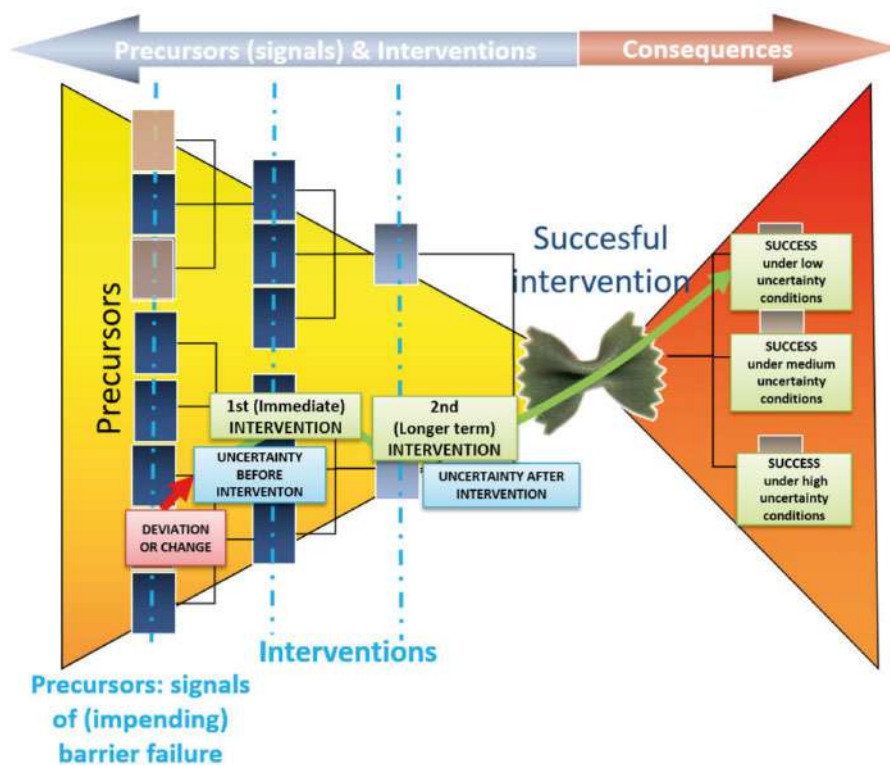 Precursors (signals) & Interventions
Consequences
Precursors
Succesful
intervention
SUCCESS
under low
uncertainty
conditions
SUCCESS
under medium
uncertainty
conditions
SUCCESS
under high
uncertainty
conditions
1st (Immediate)
INTERVENTION
2nd
(Longer term)
INTERVENTION
UNCERTAINTY
BEFORE
INTERVENTON
UNCERTAINTY AFTER
INTERVENTION
DEVIATION
OR CHANGE
Interventions
Precursors: signals
of (impending)
barrier failure